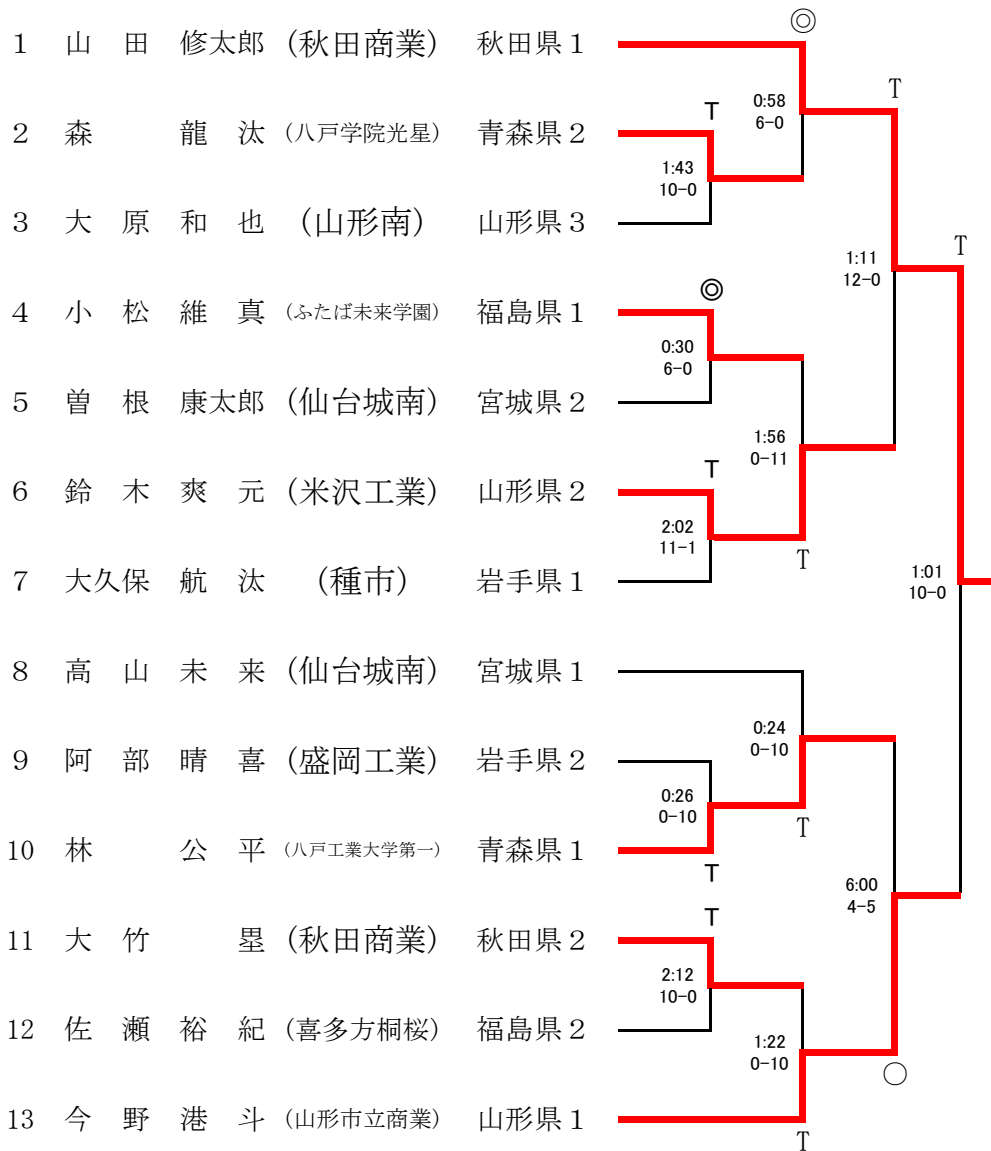 ◎
1 山 田 修太郎 (秋田商業) 秋田県1
T
0:58
6-0
T
2 森 龍 汰 (八戸学院光星) 青森県2
1:43
10-0
3 大 原 和 也 (山形南) 山形県3
T
1:11
12-0
◎
4 小 松 維 真 (ふたば未来学園) 福島県1
0:30
6-0
5 曽 根 康太郎 (仙台城南) 宮城県2
1:56
0-11
T
6 鈴 木 爽 元 (米沢工業) 山形県2
2:02
11-1
T
7 大久保 航 汰 (種市) 岩手県1
1:01
10-0
8 高 山 未 来 (仙台城南) 宮城県1
0:24
0-10
9 阿 部 晴 喜 (盛岡工業) 岩手県2
0:26
0-10
T
10 林 公 平 (八戸工業大学第一) 青森県1
T
6:00
4-5
T
11 大 竹 塁 (秋田商業) 秋田県2
2:12
10-0
12 佐 瀬 裕 紀 (喜多方桐桜) 福島県2
1:22
0-10
○
13 今 野 港 斗 (山形市立商業) 山形県1
T